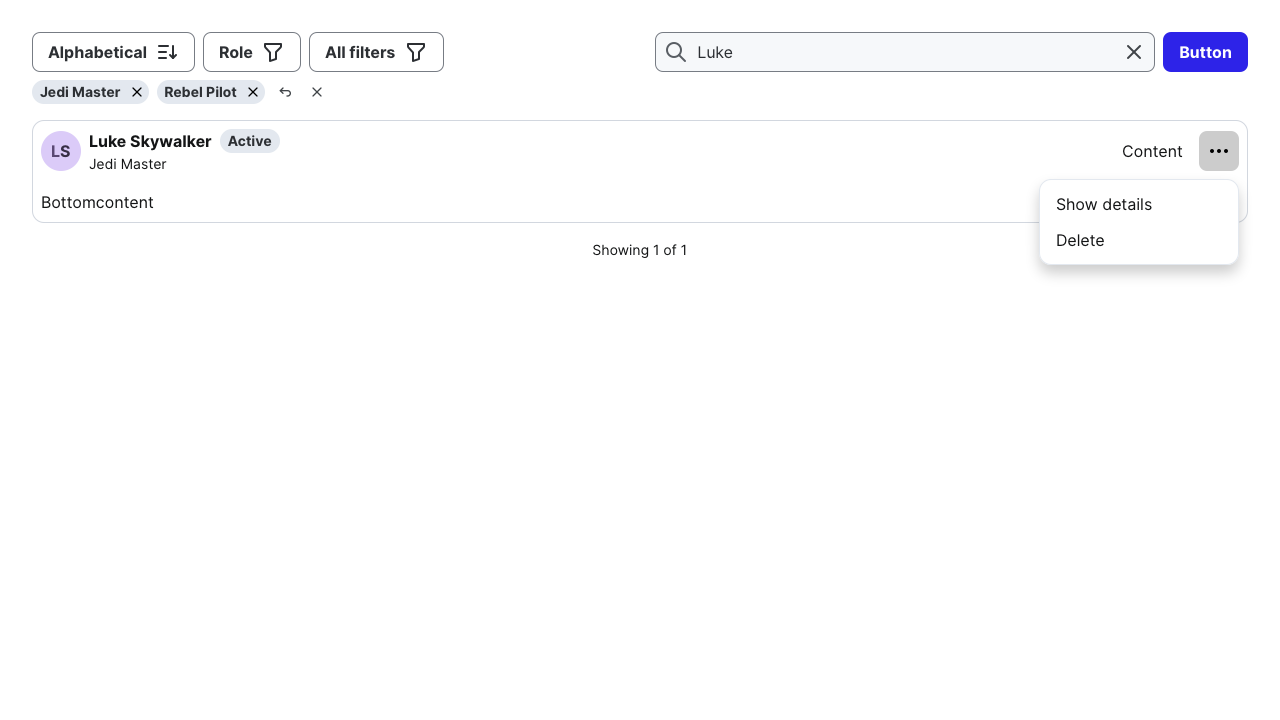 Alphabetical Role All filters Luke Button
Jedi Master Rebel Pilot
LS Luke Skywalker Active
Jedi Master
Content
Bottomcontent
Show details
Delete
Showing 1 of 1